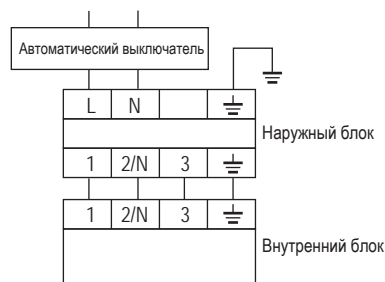 Автоматический выключатель
L N
Наружный блок
1 2/N 3
1 2/N 3
Внутренний блок